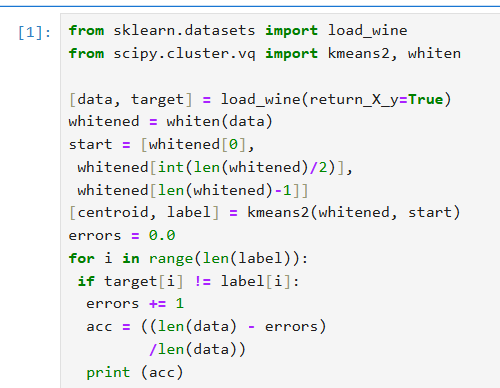 [1]: from sklearn.datasets import load_wine
from scipy.cluster.vq import kmeans2, whiten
[data, target] = load_wine(return_X_y=True)
whitened = whiten(data)
start = [whitened[0],
 whitened[int(len(whitened)/2)],
 whitened[len(whitened)-1]]
[centroid, label] = kmeans2(whitened, start)
errors = 0.0
for i in range(len(label)):
 if target[i] != label[i]:
  errors += 1
  acc = ((len(data) - errors)
         /len(data))
  print (acc)